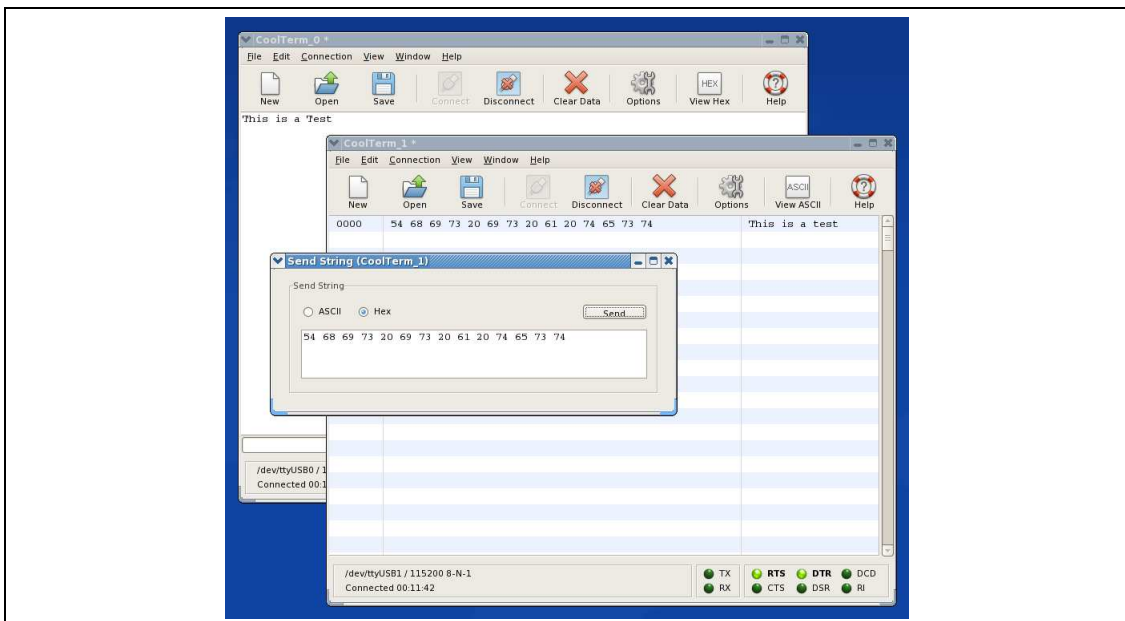 CoolTerm_0 *
File Edit Connection View Window Help
New Open Save Connect Disconnect Clear Data Options View Hex Help
HEX
This is a Test
CoolTerm_1 *
File Edit Connection View Window Help
New Open Save Connect Disconnect Clear Data Options View ASCII Help
ASCII
0000 54 68 69 73 20 69 73 20 61 20 74 65 73 74 This is a test
Send String (CoolTerm_1)
Send String
ASCII Hex Send
54 68 69 73 20 69 73 20 61 20 74 65 73 74
/dev/ttyUSB0 / 1
Connected 00:1
/dev/ttyUSB1 / 115200 8-N-1
Connected 00:11:42
TX RTS DTR DCD
RX CTS DSR RI